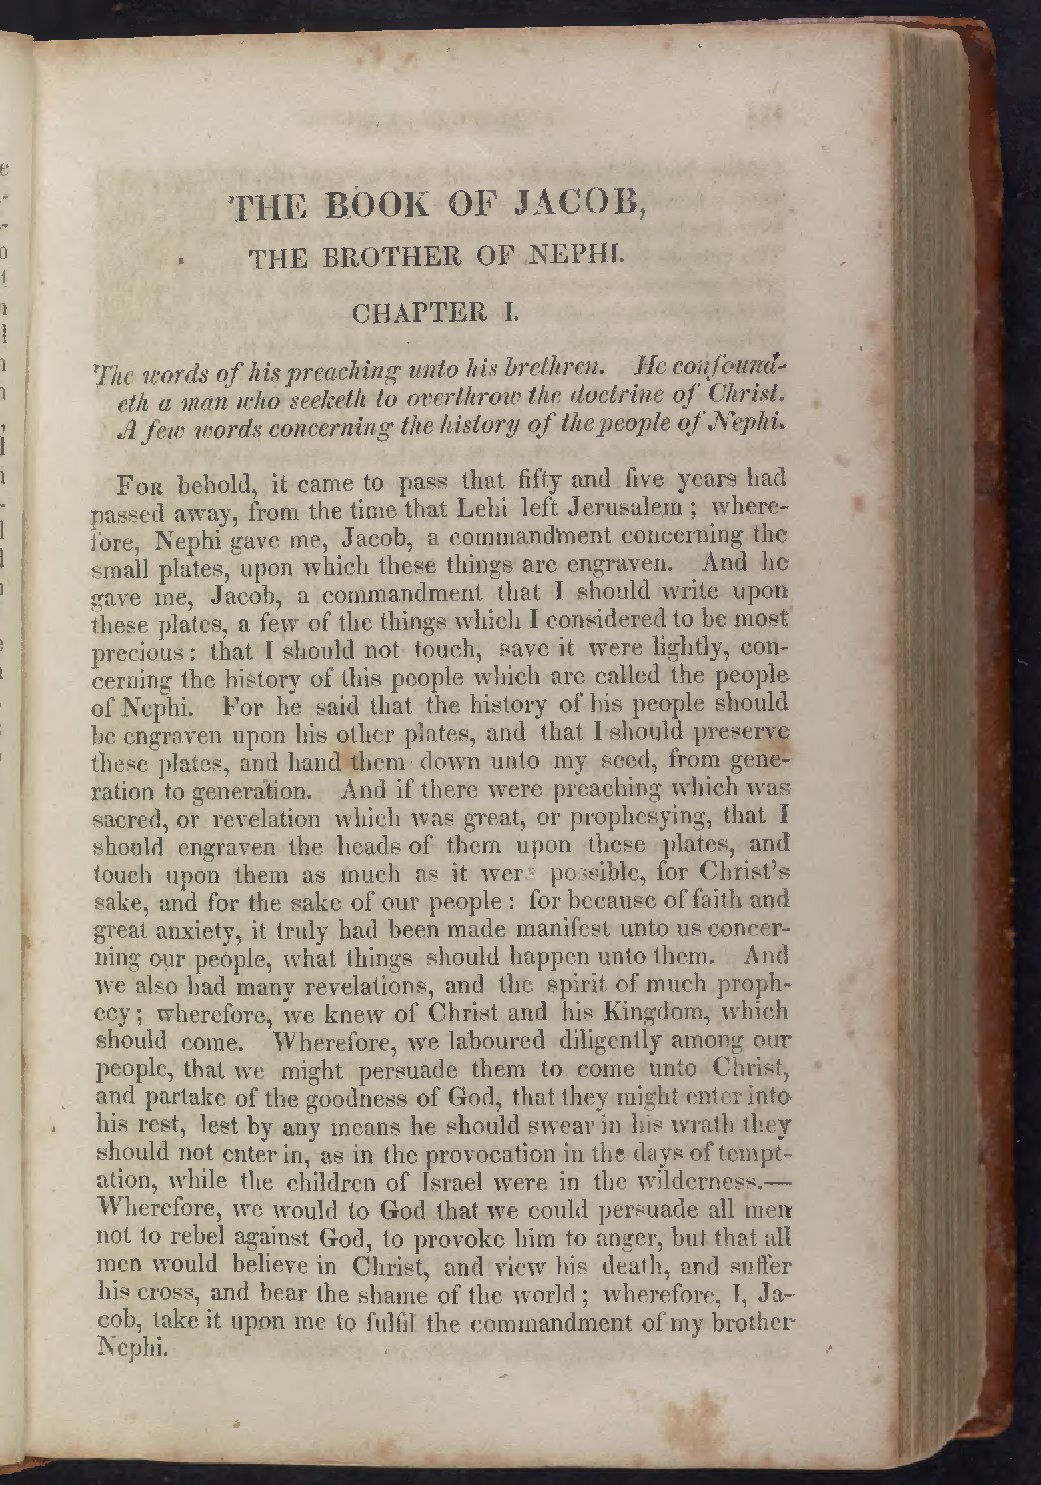 THE BOOK OF JACOB,
THE BROTHER OF NEPHI.
CHAPTER I.
The words of his preaching unto his brethren. He confound-
eth a man who seeketh to overthrow the doctrine of Christ.
A few words concerning the history of the people of Nephi.
FOR behold, it came to pass that fifty and five years had
passed away, from the time that Lehi left Jerusalem; where-
fore, Nephi gave me, Jacob, a commandment concerning the
small plates, upon which these things are engraven. And he
gave me, Jacob, a commandment that I should write upon
these plates, a few of the things which I considered to be most
precious: that I should not touch, save it were lightly, con-
cerning the history of this people which are called the people
of Nephi. For he said that the history of his people should
be engraven upon his other plates, and that I should preserve
these plates, and hand them down unto my seed, from gene-
ration to generation. And if there were preaching which was
sacred, or revelation which was great, or prophesying, that I
should engraven the heads of them upon these plates, and
touch upon them as much as it were possible, for Christ's
sake, and for the sake of our people: for because of faith and
great anxiety, it truly had been made manifest unto us concer-
ning our people, what things should happen unto them. And
we also had many revelations, and the spirit of much proph-
ecy; wherefore, we knew of Christ and his Kingdom, which
should come. Wherefore, we laboured diligently among our
people, that we might persuade them to come unto Christ,
and partake of the goodness of God, that they might enter into
his rest, lest by any means he should swear in his wrath they
should not enter in, as in the provocation in the days of tempt-
ation, while the children of Israel were in the wilderness.—
Wherefore, we would to God that we could persuade all men
not to rebel against God, to provoke him to anger, but that all
men would believe in Christ, and view his death, and suffer
his cross, and bear the shame of the world; wherefore, I, Ja-
cob, take it upon me to fulfil the commandment of my brother
Nephi.